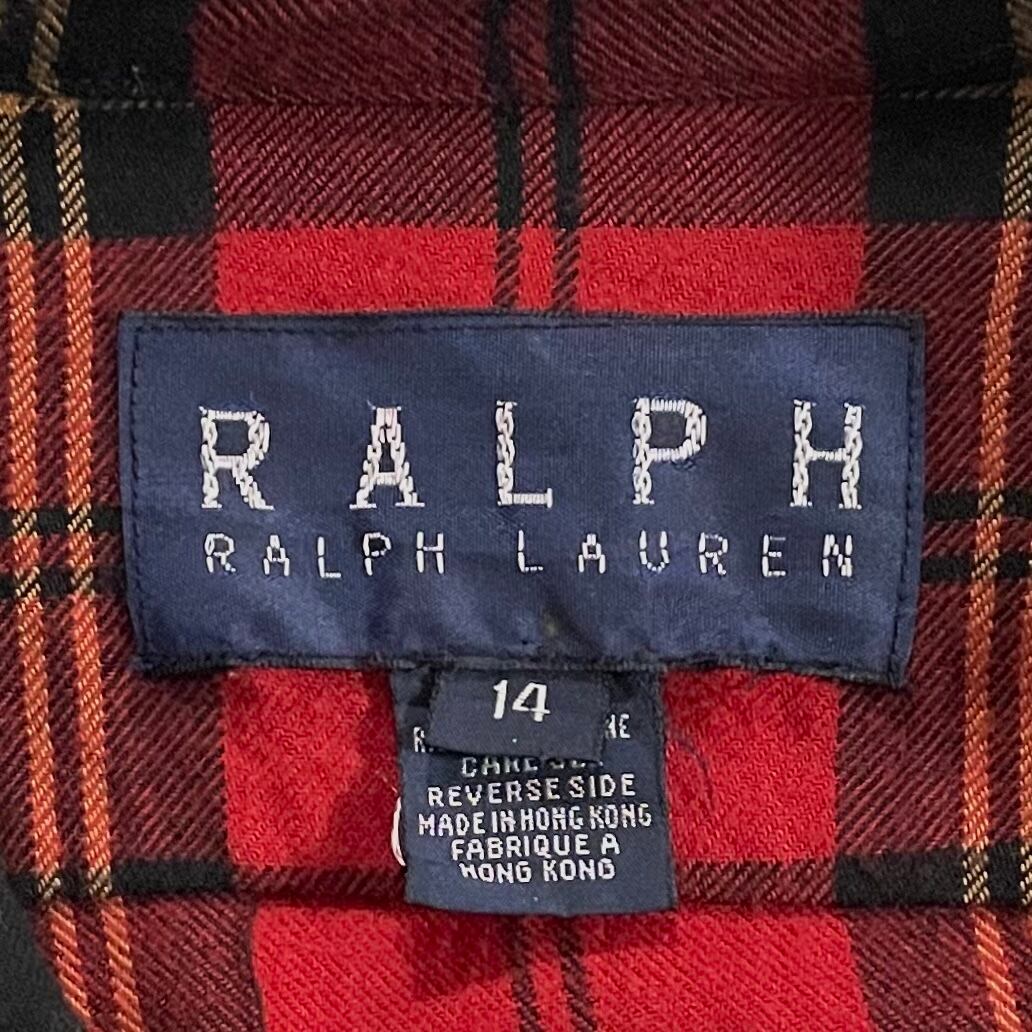 RALPH
RALPH LAUREN
14
REVERSE SIDE
MADE IN HONG KONG
FABRIQUE A
HONG KONG